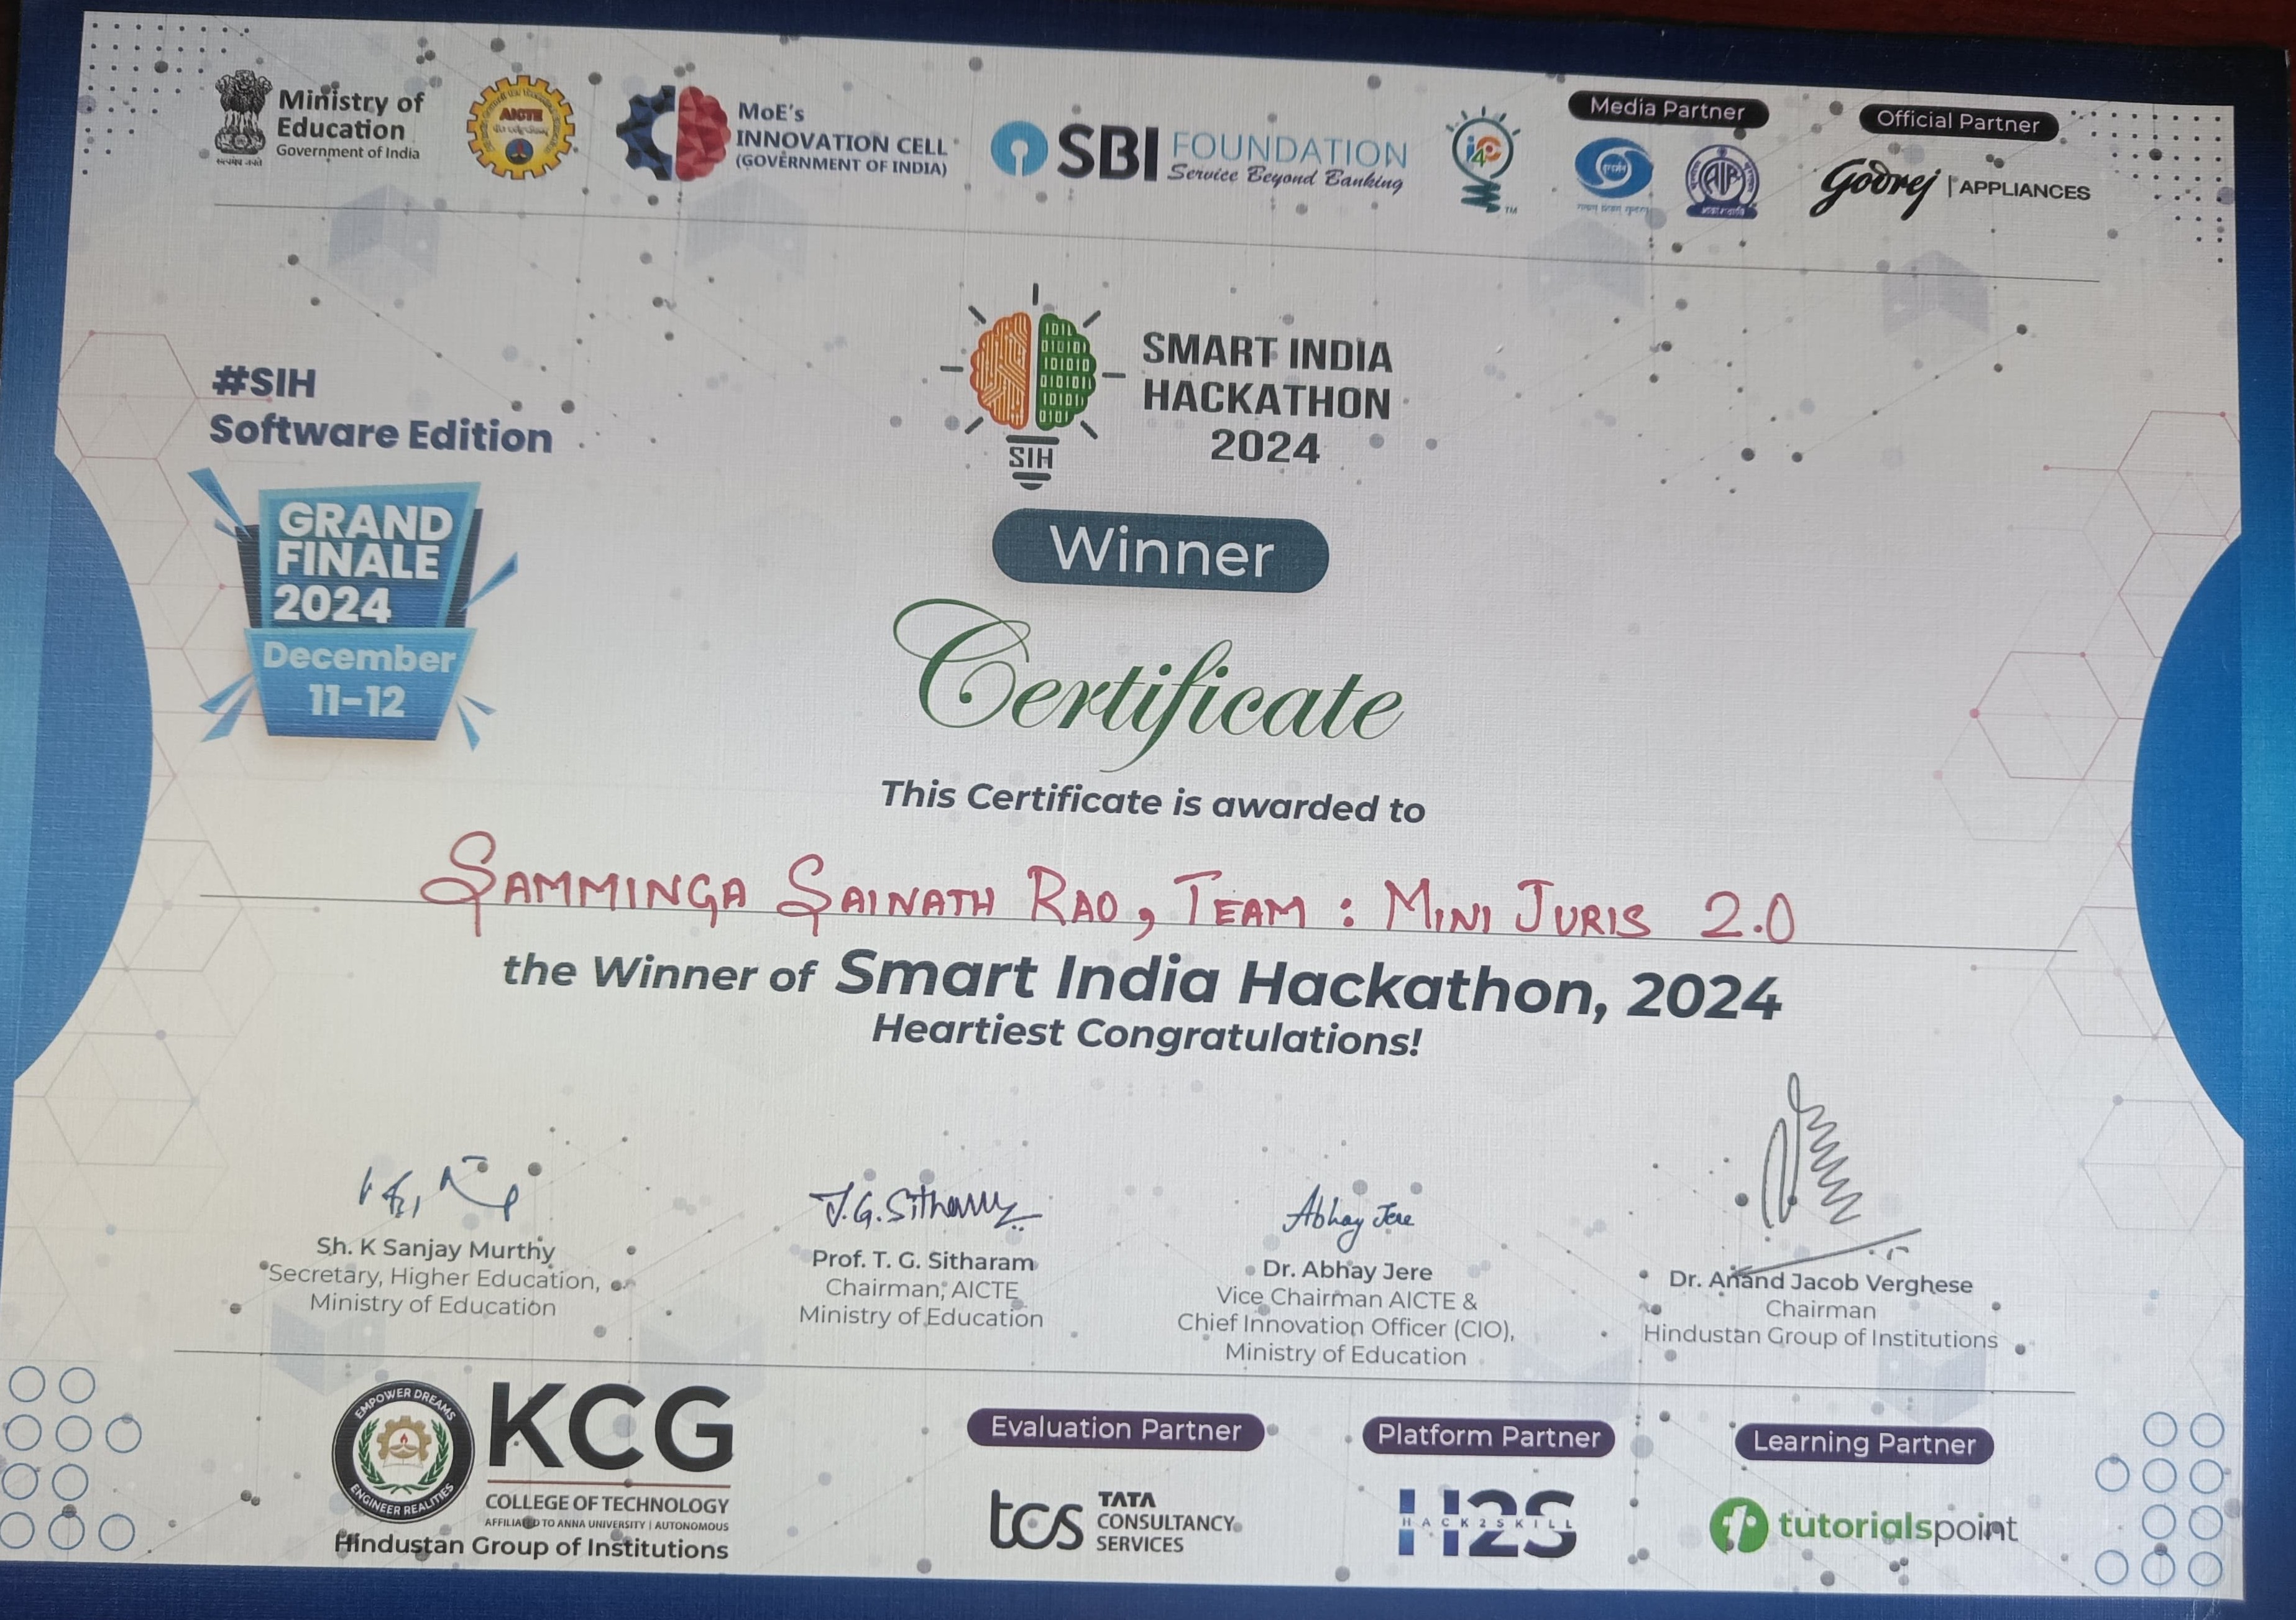 Ministry of
Education
Government of India
AICTE
MoE's
INNOVATION CELL
(GOVERNMENT OF INDIA)
SBI FOUNDATION
Service Beyond Banking
i4C
TM
Media Partner
AIR
Official Partner
Godrej | APPLIANCES
#SIH
Software Edition
GRAND
FINALE
2024
December
11-12
SIH
SMART INDIA
HACKATHON
2024
Winner
Certificate
This Certificate is awarded to
SAMMINGA SAINATH RAO, TEAM : MINI JURIS 2.0
the Winner of Smart India Hackathon, 2024
Heartiest Congratulations!
T.G.Sitharam
Abhay Jere
Sh. K Sanjay Murthy
Secretary, Higher Education,
Ministry of Education
Prof. T. G. Sitharam
Chairman, AICTE
Ministry of Education
Dr. Abhay Jere
Vice Chairman AICTE &
Chief Innovation Officer (CIO),
Ministry of Education
Dr. Anand Jacob Verghese
Chairman
Hindustan Group of Institutions
EMPOWER DREAMS
ENGINEER REALITIES
KCG
COLLEGE OF TECHNOLOGY
AFFILIATED TO ANNA UNIVERSITY | AUTONOMOUS
Hindustan Group of Institutions
Evaluation Partner
tcs TATA
CONSULTANCY
SERVICES
Platform Partner
H2S
HACK2SKILL
Learning Partner
tutorialspoint